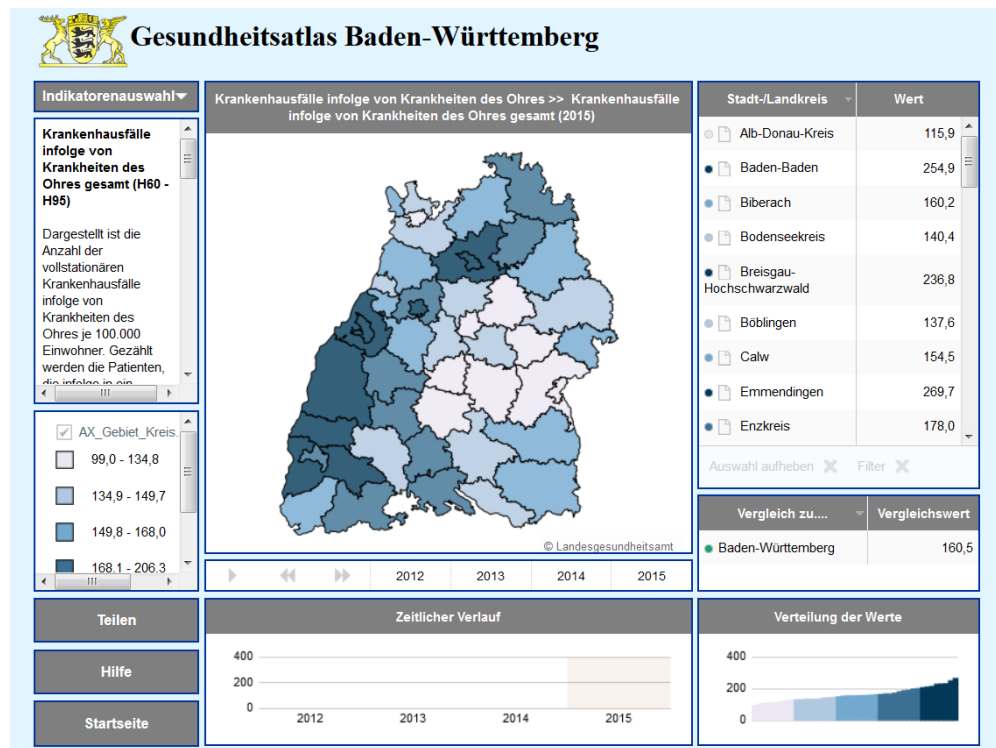 Gesundheitsatlas Baden-Württemberg
Indikatorenauswahl
Krankenhausfälle
infolge von
Krankheiten des
Ohres gesamt (H60 -
H95)
Dargestellt ist die
Anzahl der
vollstationären
Krankenhausfälle
infolge von
Krankheiten des
Ohres je 100.000
Einwohner. Gezählt
werden die Patienten,
die infolge in ein
AX_Gebiet_Kreis.
99,0 - 134,8
134,9 - 149,7
149,8 - 168,0
168,1 - 206,3
Teilen
Hilfe
Startseite
Krankenhausfälle infolge von Krankheiten des Ohres >> Krankenhausfälle
infolge von Krankheiten des Ohres gesamt (2015)
© Landesgesundheitsamt
2012 2013 2014 2015
Zeitlicher Verlauf
400
200
0
2012 2013 2014 2015
Stadt-/Landkreis Wert
Alb-Donau-Kreis 115,9
Baden-Baden 254,9
Biberach 160,2
Bodenseekreis 140,4
Breisgau-
Hochschwarzwald 236,8
Böblingen 137,6
Calw 154,5
Emmendingen 269,7
Enzkreis 178,0
Auswahl aufheben Filter
Vergleich zu.... Vergleichswert
Baden-Württemberg 160,5
Verteilung der Werte
400
200
0